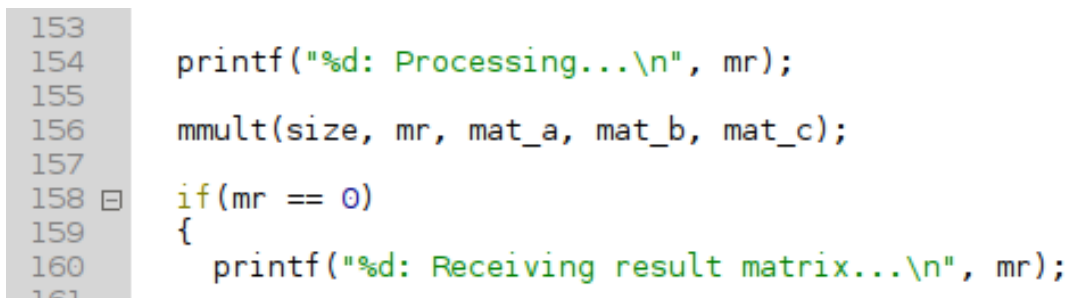 153
154 printf("%d: Processing...\n", mr);
155
156 mmult(size, mr, mat_a, mat_b, mat_c);
157
158 if(mr == 0)
159 {
160 printf("%d: Receiving result matrix...\n", mr);
161